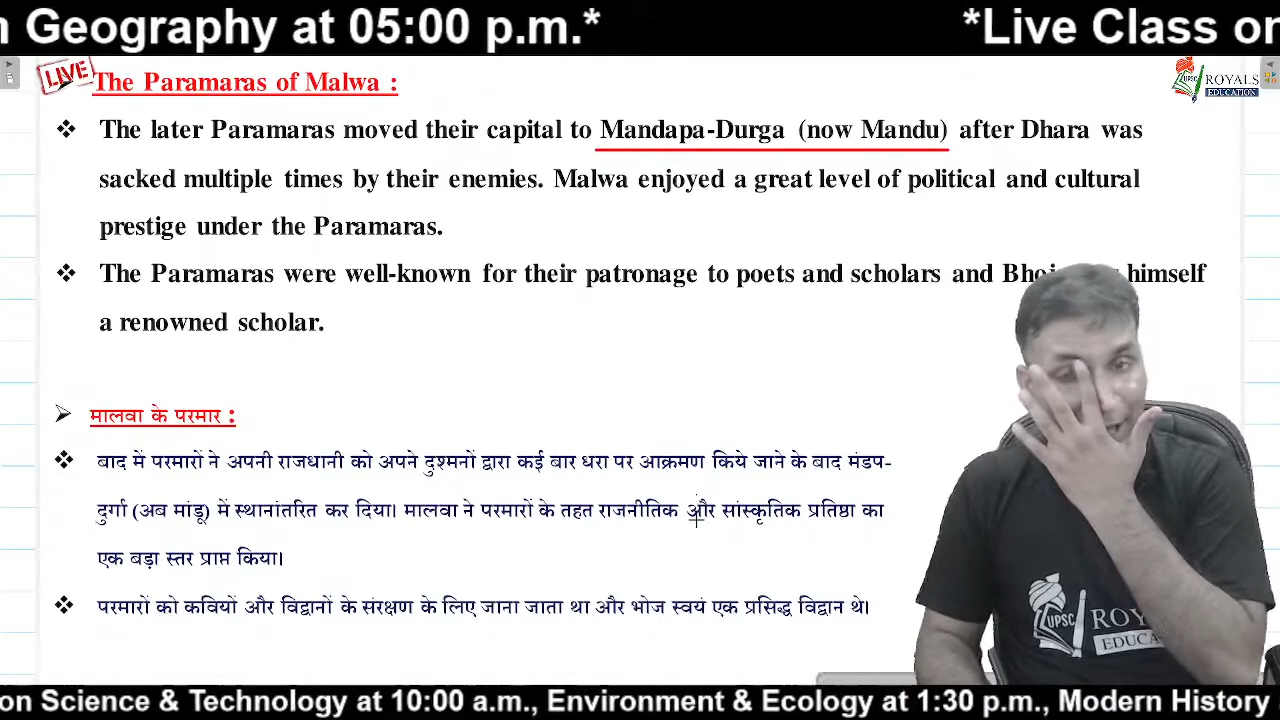 n Geography at 05:00 p.m.* *Live Class or
LIVE The Paramaras of Malwa :
UPSC ROYALS
EDUCATION
❖ The later Paramaras moved their capital to Mandapa-Durga (now Mandu) after Dhara was
sacked multiple times by their enemies. Malwa enjoyed a great level of political and cultural
prestige under the Paramaras.
❖ The Paramaras were well-known for their patronage to poets and scholars and himself
a renowned scholar.
➢ मालवा के परमार :
❖ बाद में परमारों ने अपनी राजधानी को अपने दुश्मनों द्वारा कई बार धरा पर आक्रमण किये जाने के बाद मंडप-
दुर्गा (अब मांडू) में स्थानांतरित कर दिया। मालवा ने परमारों के तहत राजनीतिक और सांस्कृतिक प्रतिष्ठा का
एक बड़ा स्तर प्राप्त किया।
❖ परमारों को कवियों और विद्वानों के संरक्षण के लिए जाना जाता था और भोज स्वयं एक प्रसिद्ध विद्वान थे।
UPSC
on Science & Technology at 10:00 a.m., Environment & Ecology at 1:30 p.m., Modern History